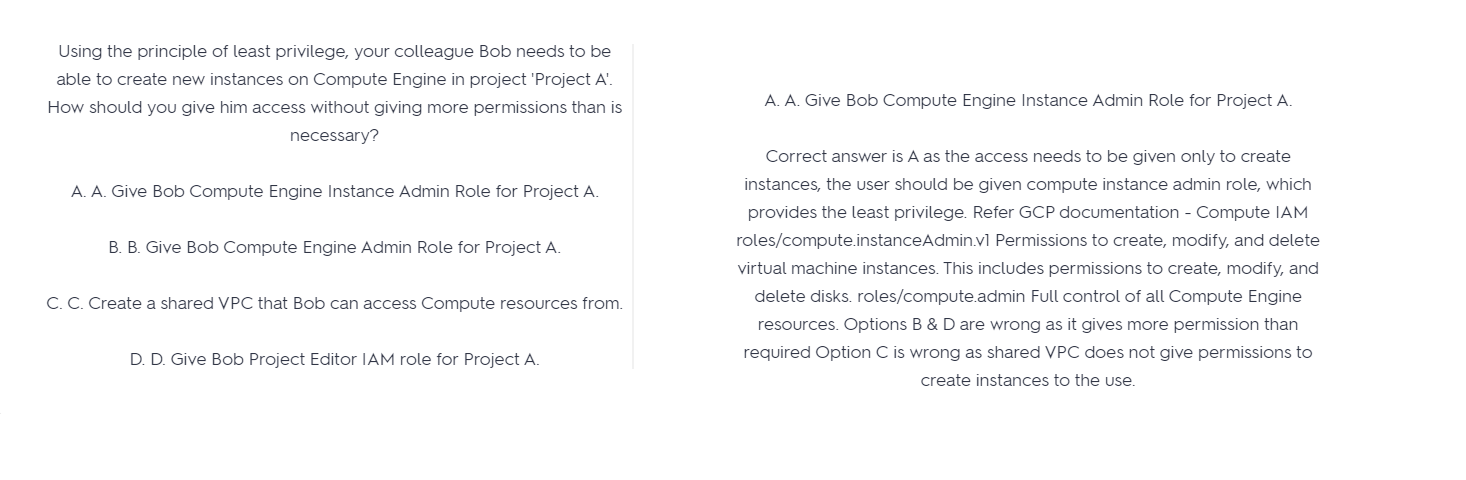 Using the principle of least privilege, your colleague Bob needs to be
able to create new instances on Compute Engine in project 'Project A'.
How should you give him access without giving more permissions than is
necessary?
A. A. Give Bob Compute Engine Instance Admin Role for Project A.
B. B. Give Bob Compute Engine Admin Role for Project A.
C. C. Create a shared VPC that Bob can access Compute resources from.
D. D. Give Bob Project Editor IAM role for Project A.
A. A. Give Bob Compute Engine Instance Admin Role for Project A.
Correct answer is A as the access needs to be given only to create
instances, the user should be given compute instance admin role, which
provides the least privilege. Refer GCP documentation - Compute IAM
roles/compute.instanceAdmin.v1 Permissions to create, modify, and delete
virtual machine instances. This includes permissions to create, modify, and
delete disks. roles/compute.admin Full control of all Compute Engine
resources. Options B & D are wrong as it gives more permission than
required Option C is wrong as shared VPC does not give permissions to
create instances to the use.